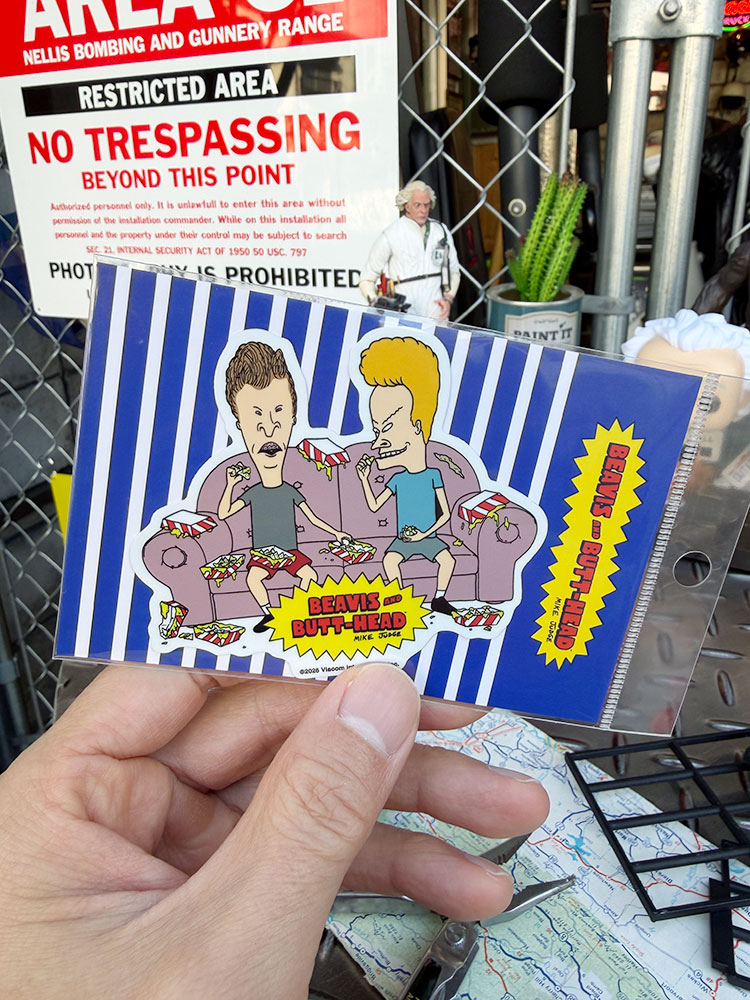 NELLIS BOMBING AND GUNNERY RANGE
RESTRICTED AREA
NO TRESPASSING
BEYOND THIS POINT
Authorized personnel only. It is unlawfull to enter this area without
permission of the installation commander. While on this installation all
personnel and the property under their control may be subject to search
SEC. 21. INTERNAL SECURITY ACT OF 1950 50 USC. 797
IS PROHIBITED
PAINT IT
BEAVIS AND
BUTT-HEAD
MIKE JUDGE
©2026 Viacom
BEAVIS AND BUTT-HEAD
MIKE JUDGE